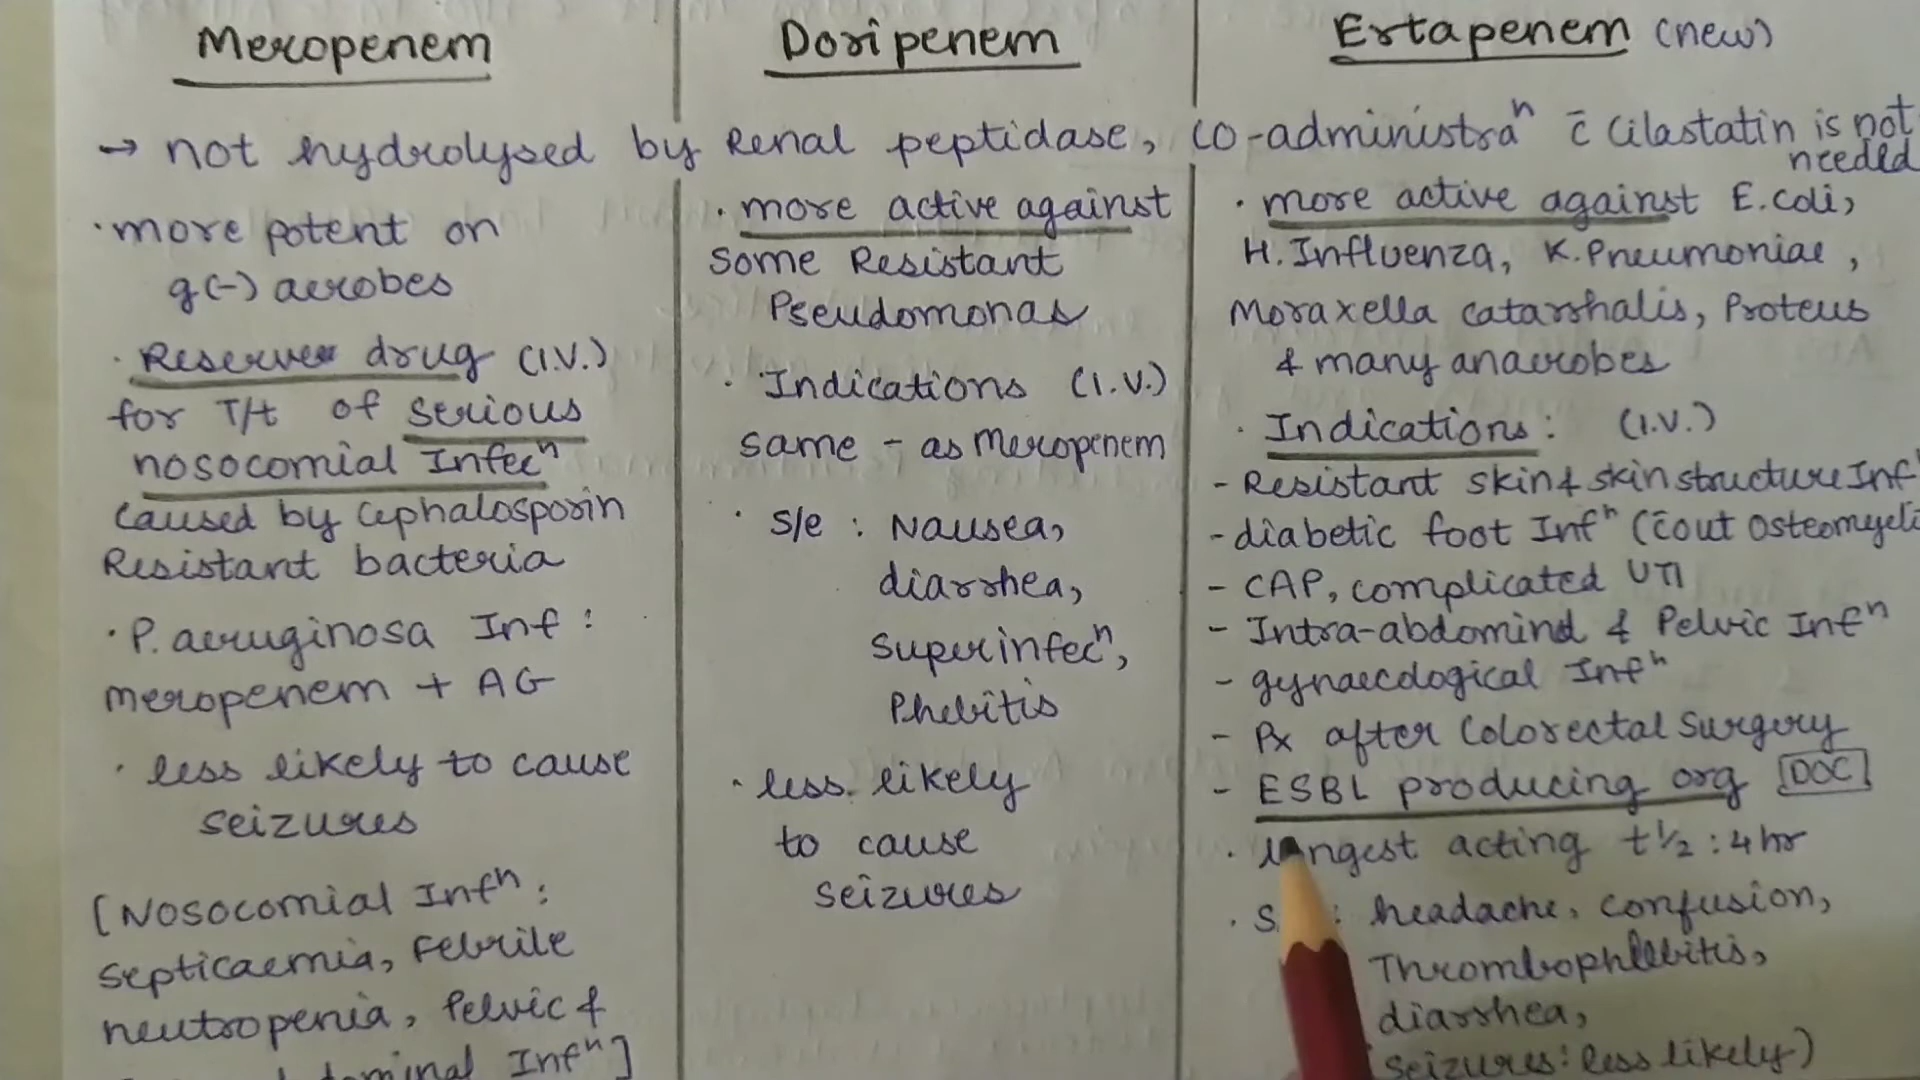 Meropenem
Doripenem
Ertapenem (new)
→ not hydrolysed by Renal peptidase, co-administraⁿ c̄ Cilastatin is not needed
· more potent on
g(-) aerobes
· Reserve drug (I.V.)
for T/t of serious
nosocomial Infecⁿ
caused by Cephalosporin
Resistant bacteria
· P. aeruginosa Inf :
meropenem + AG
· less likely to cause
seizures
[Nosocomial Infⁿ :
Septicaemia, Febrile
neutropenia, Pelvic &
Infⁿ]
· more active against
Some Resistant
Pseudomonas
· Indications (I.V.)
same - as Meropenem
· s/e : Nausea,
diarrhea,
Superinfecⁿ,
Phebitis
· less likely
to cause
seizures
· more active against E.coli,
H.Influenza, K.Pneumoniae,
Moraxella catarrhalis, Proteus
& many anaerobes
· Indications : (I.V.)
- Resistant skin & skin structure Inf
- diabetic foot Infⁿ (c̄out
- CAP, complicated UTI
- Intra-abdominal & Pelvic Infⁿ
- gynaecological Infⁿ
- Px after Colorectal Surgery
- ESBL producing org [DOC]
· longest acting t½ : 4 hr
· headache, confusion,
Thrombophlebitis,
diarrhea,
seizures : less likely)